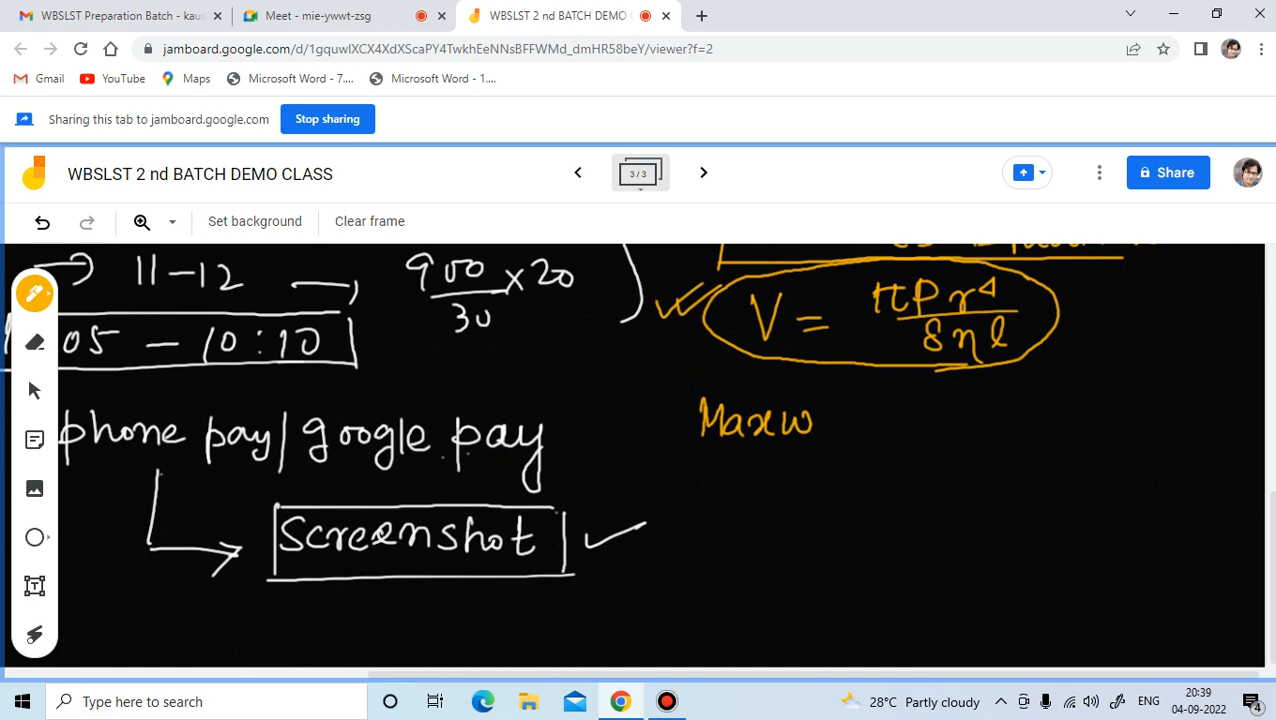 WBSLST Preparation Batch - kaus
Meet - mie-ywwt-zsg
WBSLST 2 nd BATCH DEMO C
jamboard.google.com/d/1gquwlXCX4XdXScaPY4TwkhEeNNsBFFWMd_dmHR58beY/viewer?f=2
Gmail YouTube Maps Microsoft Word - 7.... Microsoft Word - 1....
Sharing this tab to jamboard.google.com Stop sharing
WBSLST 2 nd BATCH DEMO CLASS 3 / 3 Share
Set background Clear frame
→ 11-12 → 900/30 × 20
05 - 10:10
V = πPr⁴/8ηl
phone pay/google pay
Maxw
Screenshot
Type here to search 28°C Partly cloudy ENG 20:39
04-09-2022 4